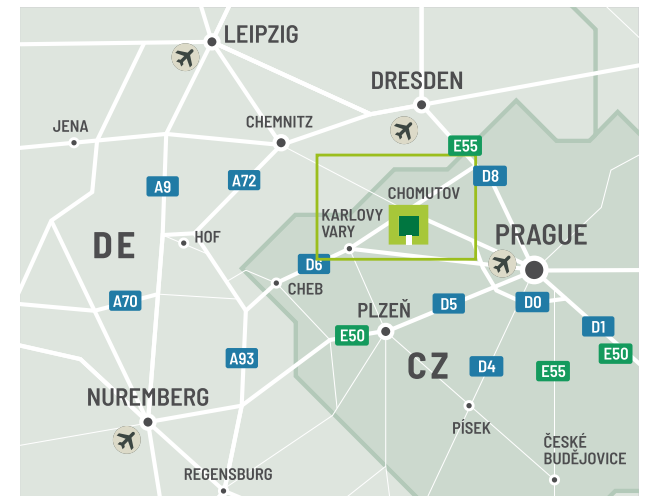 LEIPZIG
DRESDEN
JENA
CHEMNITZ
E55
A9
A72
D8
CHOMUTOV
KARLOVY
VARY
DE
HOF
PRAGUE
D6
CHEB
A70
PLZEŇ
D5
D0
D1
E50
E50
A93
CZ
D4
E55
NUREMBERG
PÍSEK
ČESKÉ
BUDĚJOVICE
REGENSBURG